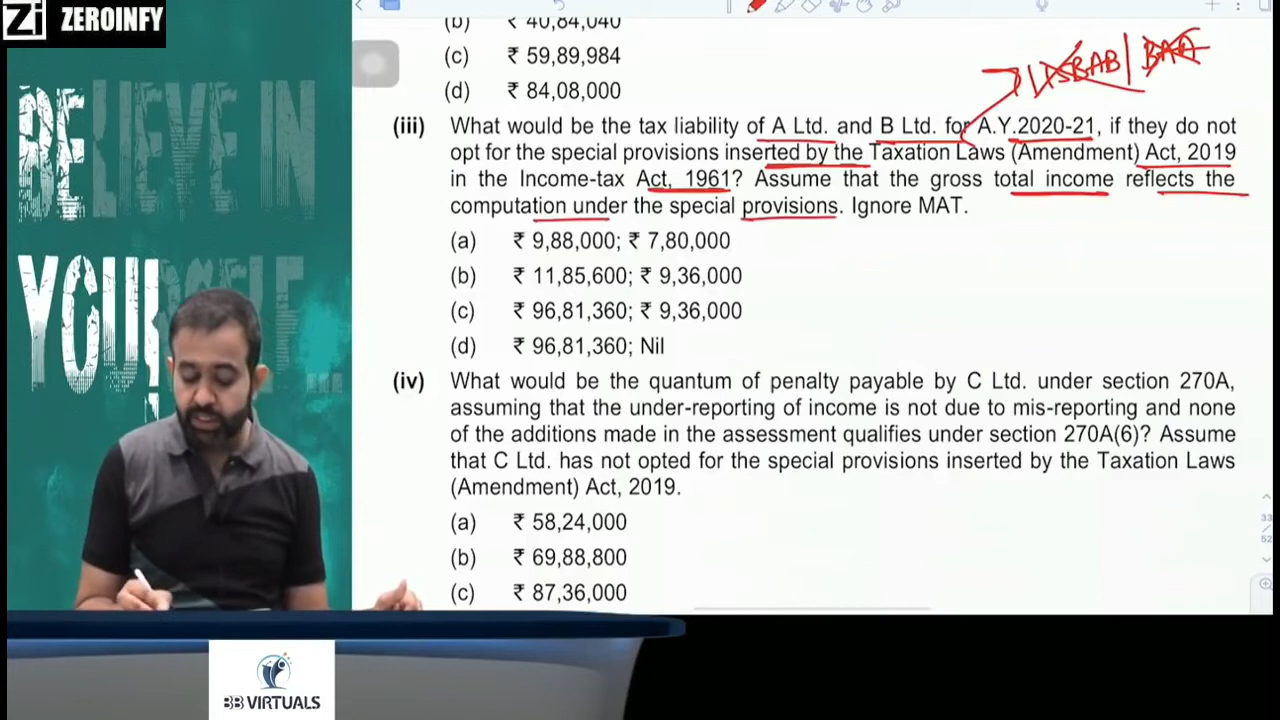 Zi ZEROINFY
BELIEVE IN
YOURSELF...
(b) ₹ 40,84,040
(c) ₹ 59,89,984
(d) ₹ 84,08,000
115BAB | BAA
(iii) What would be the tax liability of A Ltd. and B Ltd. for A.Y.2020-21, if they do not
opt for the special provisions inserted by the Taxation Laws (Amendment) Act, 2019
in the Income-tax Act, 1961? Assume that the gross total income reflects the
computation under the special provisions. Ignore MAT.
(a) ₹ 9,88,000; ₹ 7,80,000
(b) ₹ 11,85,600; ₹ 9,36,000
(c) ₹ 96,81,360; ₹ 9,36,000
(d) ₹ 96,81,360; Nil
(iv) What would be the quantum of penalty payable by C Ltd. under section 270A,
assuming that the under-reporting of income is not due to mis-reporting and none
of the additions made in the assessment qualifies under section 270A(6)? Assume
that C Ltd. has not opted for the special provisions inserted by the Taxation Laws
(Amendment) Act, 2019.
(a) ₹ 58,24,000
(b) ₹ 69,88,800
(c) ₹ 87,36,000
33
52
BB VIRTUALS